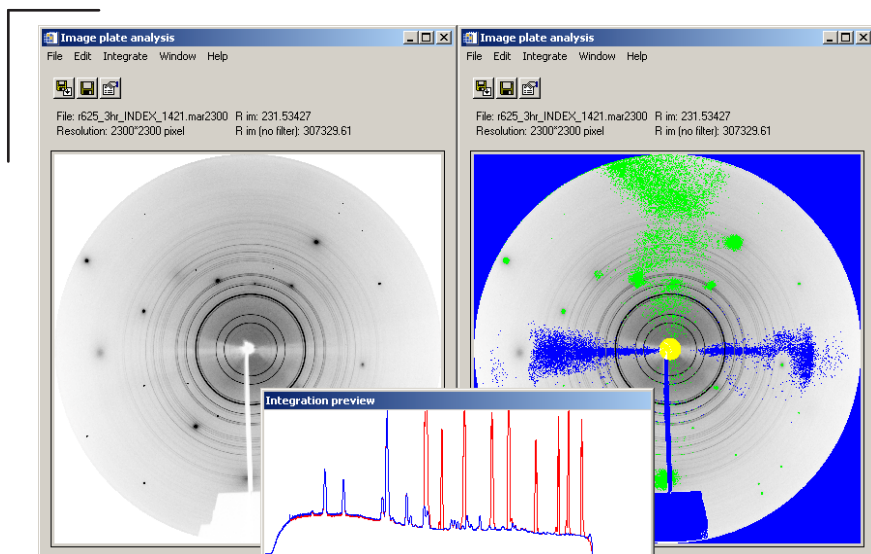 Image plate analysis
File Edit Integrate Window Help
File: r625_3hr_INDEX_1421.mar2300 R im: 231.53427
Resolution: 2300*2300 pixel R im (no filter): 307329.61
Image plate analysis
File Edit Integrate Window Help
File: r625_3hr_INDEX_1421.mar2300 R im: 231.53427
Resolution: 2300*2300 pixel R im (no filter): 307329.61
Integration preview